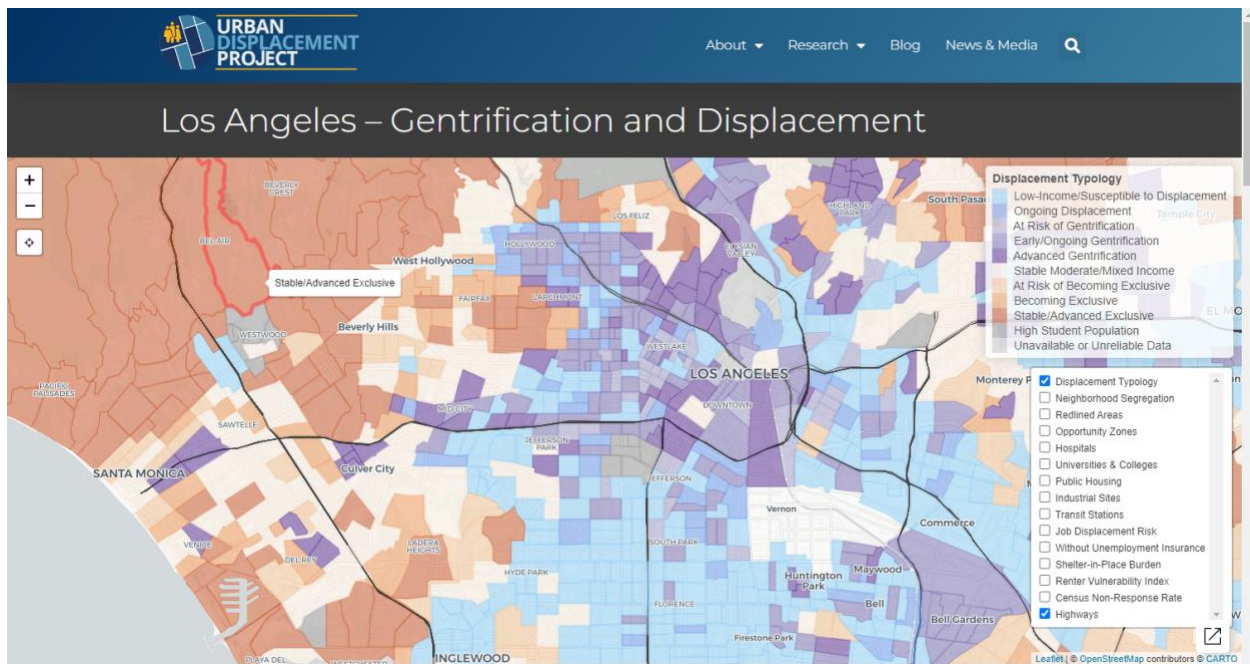 URBAN
DISPLACEMENT
PROJECT
About
Research
Blog
News & Media
Los Angeles – Gentrification and Displacement
+
−
Displacement Typology
Low-Income/Susceptible to Displacement
Ongoing Displacement
At Risk of Gentrification
Early/Ongoing Gentrification
Advanced Gentrification
Stable Moderate/Mixed Income
At Risk of Becoming Exclusive
Becoming Exclusive
Stable/Advanced Exclusive
High Student Population
Unavailable or Unreliable Data
Displacement Typology
Neighborhood Segregation
Redlined Areas
Opportunity Zones
Hospitals
Universities & Colleges
Public Housing
Industrial Sites
Transit Stations
Job Displacement Risk
Without Unemployment Insurance
Shelter-in-Place Burden
Renter Vulnerability Index
Census Non-Response Rate
Highways
BEVERLY
CREST
BEL-AIR
Stable/Advanced Exclusive
West Hollywood
HOLLYWOOD
LOS FELIZ
HIGHLAND
PARK
South Pasad
Temple City
ELYSIAN
VALLEY
FAIRFAX
LARCHMONT
EL MO
WESTWOOD
Beverly Hills
WESTLAKE
LOS ANGELES
Monterey P
PACIFIC
PALISADES
SAWTELLE
MID-CITY
DOWNTOWN
JEFFERSON
PARK
SANTA MONICA
Culver City
JEFFERSON
Vernon
Commerce
VENICE
DEL REY
LADERA
HEIGHTS
SOUTH PARK
HYDE PARK
Huntington
Park
Maywood
FLORENCE
Bell
Bell Gardens
Firestone Park
PLAYA DEL
WESTCHESTER
INGLEWOOD
Leaflet | © OpenStreetMap contributors © CARTO